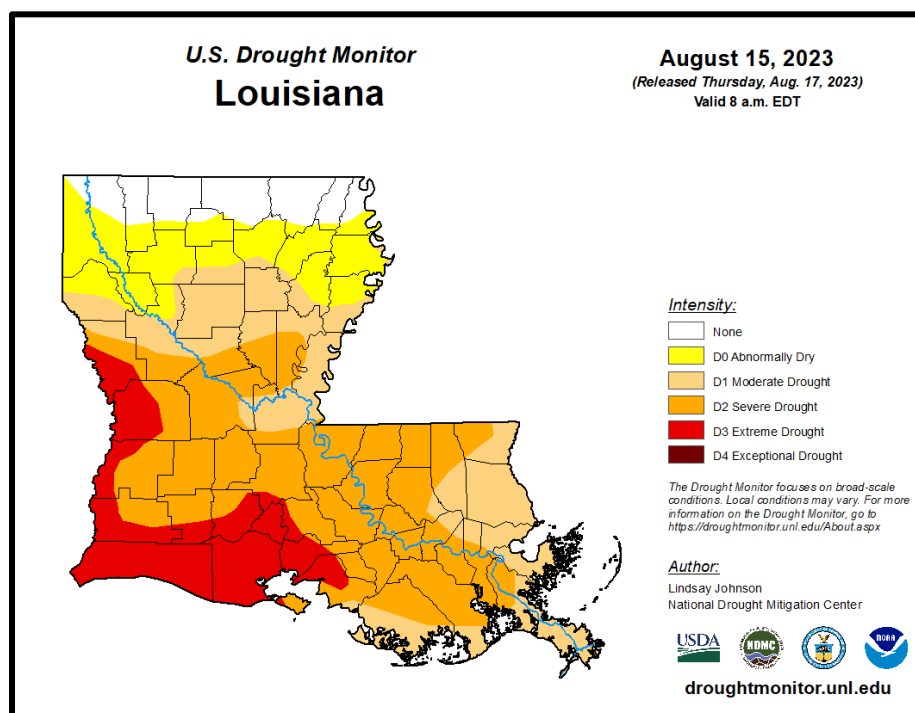 U.S. Drought Monitor
Louisiana
August 15, 2023
(Released Thursday, Aug. 17, 2023)
Valid 8 a.m. EDT
Intensity:
None
D0 Abnormally Dry
D1 Moderate Drought
D2 Severe Drought
D3 Extreme Drought
D4 Exceptional Drought
The Drought Monitor focuses on broad-scale
conditions. Local conditions may vary. For more
information on the Drought Monitor, go to
https://droughtmonitor.unl.edu/About.aspx
Author:
Lindsay Johnson
National Drought Mitigation Center
USDA
NDMC
NOAA
droughtmonitor.unl.edu